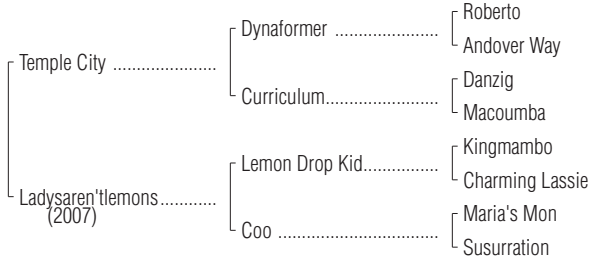 Roberto
Dynaformer ....................
Andover Way
Temple City ....................
Danzig
Curriculum......................
Macoumba
Kingmambo
Lemon Drop Kid...............
Charming Lassie
Ladysaren'tlemons...........
(2007)
Maria's Mon
Coo ...............................
Susurration